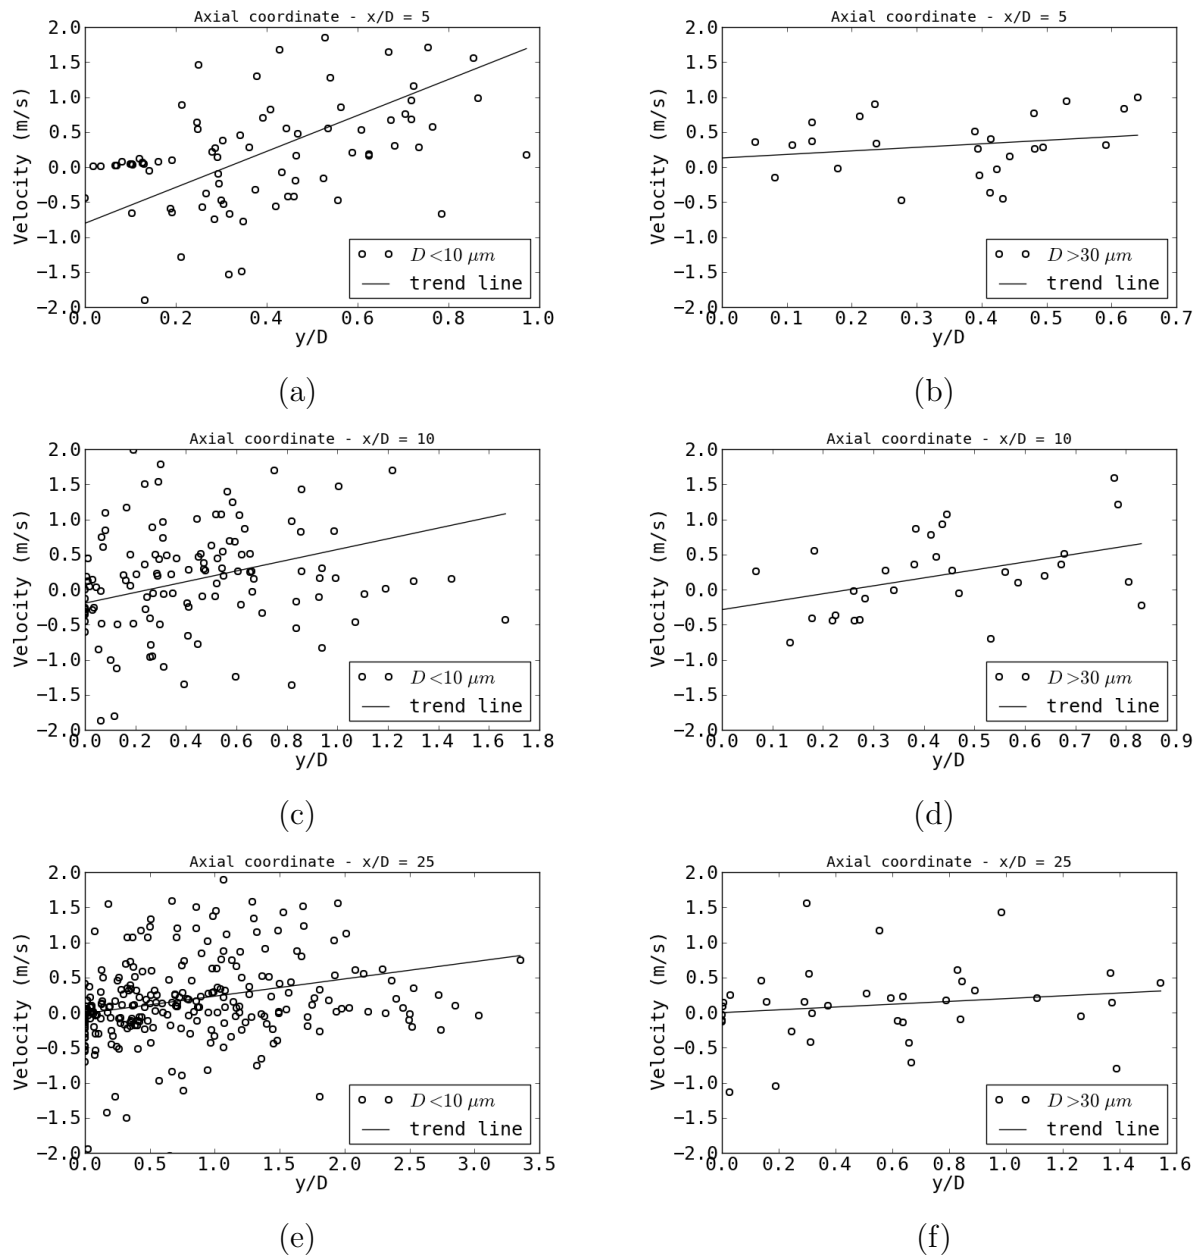 Axial coordinate - x/D = 5
2.0
1.5
1.0
0.5
0.0
−0.5
−1.0
−1.5
−2.0
Velocity (m/s)
D <10 μm
trend line
0.0 0.2 0.4 0.6 0.8 1.0
y/D
(a)
Axial coordinate - x/D = 5
2.0
1.5
1.0
0.5
0.0
−0.5
−1.0
−1.5
−2.0
Velocity (m/s)
D >30 μm
trend line
0.0 0.1 0.2 0.3 0.4 0.5 0.6 0.7
y/D
(b)
Axial coordinate - x/D = 10
2.0
1.5
1.0
0.5
0.0
−0.5
−1.0
−1.5
−2.0
Velocity (m/s)
D <10 μm
trend line
0.0 0.2 0.4 0.6 0.8 1.0 1.2 1.4 1.6 1.8
y/D
(c)
Axial coordinate - x/D = 10
2.0
1.5
1.0
0.5
0.0
−0.5
−1.0
−1.5
−2.0
Velocity (m/s)
D >30 μm
trend line
0.0 0.1 0.2 0.3 0.4 0.5 0.6 0.7 0.8 0.9
y/D
(d)
Axial coordinate - x/D = 25
2.0
1.5
1.0
0.5
0.0
−0.5
−1.0
−1.5
−2.0
Velocity (m/s)
D <10 μm
trend line
0.0 0.5 1.0 1.5 2.0 2.5 3.0 3.5
y/D
(e)
Axial coordinate - x/D = 25
2.0
1.5
1.0
0.5
0.0
−0.5
−1.0
−1.5
−2.0
Velocity (m/s)
D >30 μm
trend line
0.0 0.2 0.4 0.6 0.8 1.0 1.2 1.4 1.6
y/D
(f)